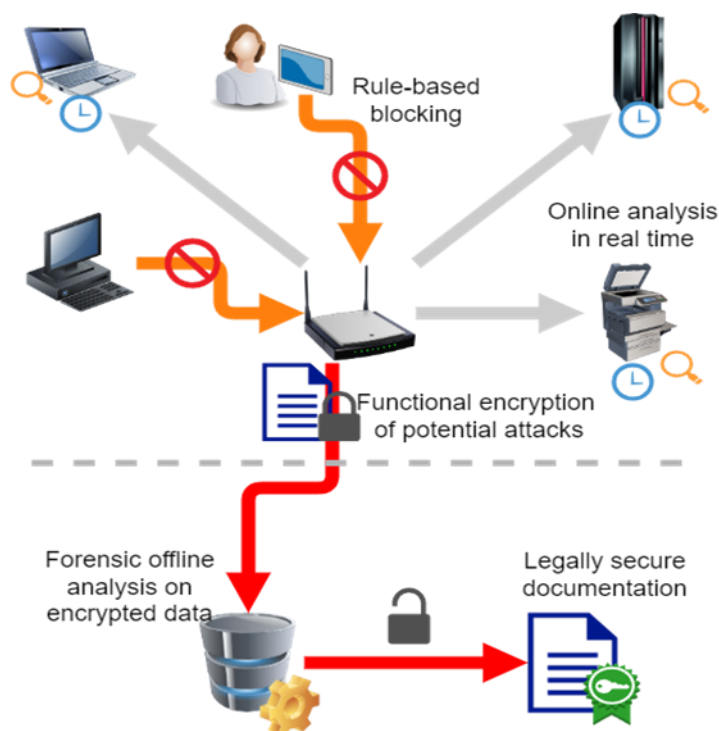 Rule-based
blocking
Online analysis
in real time
Functional encryption
of potential attacks
Forensic offline
analysis on
encrypted data
Legally secure
documentation